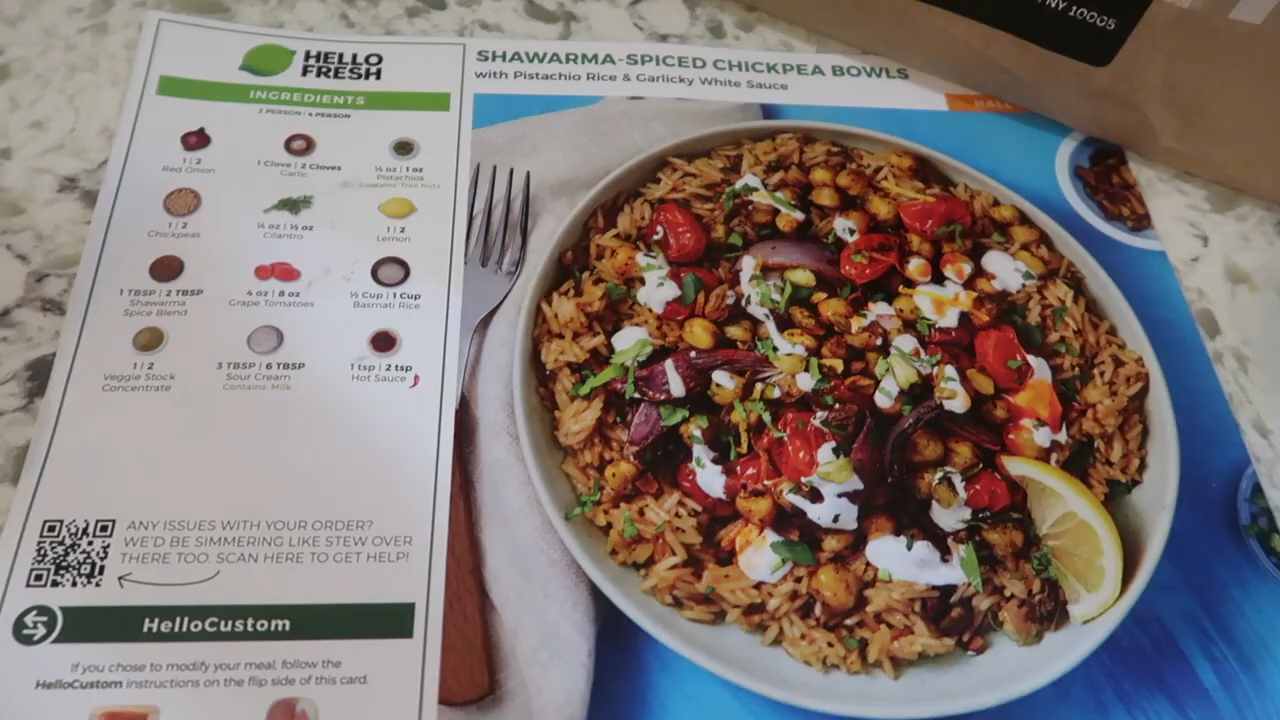 NY 10005
HELLO
FRESH
SHAWARMA-SPICED CHICKPEA BOWLS
with Pistachio Rice & Garlicky White Sauce
INGREDIENTS
2 PERSON | 4 PERSON
1 | 2
Red Onion
1 Clove | 2 Cloves
Garlic
½ oz | 1 oz
Pistachios
Contains: Tree Nuts
1 | 2
Chickpeas
¼ oz | ½ oz
Cilantro
1 | 2
Lemon
1 TBSP | 2 TBSP
Shawarma
Spice Blend
4 oz | 8 oz
Grape Tomatoes
½ Cup | 1 Cup
Basmati Rice
1 | 2
Veggie Stock
Concentrate
3 TBSP | 6 TBSP
Sour Cream
Contains: Milk
1 tsp | 2 tsp
Hot Sauce
ANY ISSUES WITH YOUR ORDER?
WE'D BE SIMMERING LIKE STEW OVER
THERE TOO. SCAN HERE TO GET HELP!
HelloCustom
If you chose to modify your meal, follow the
HelloCustom instructions on the flip side of this card.